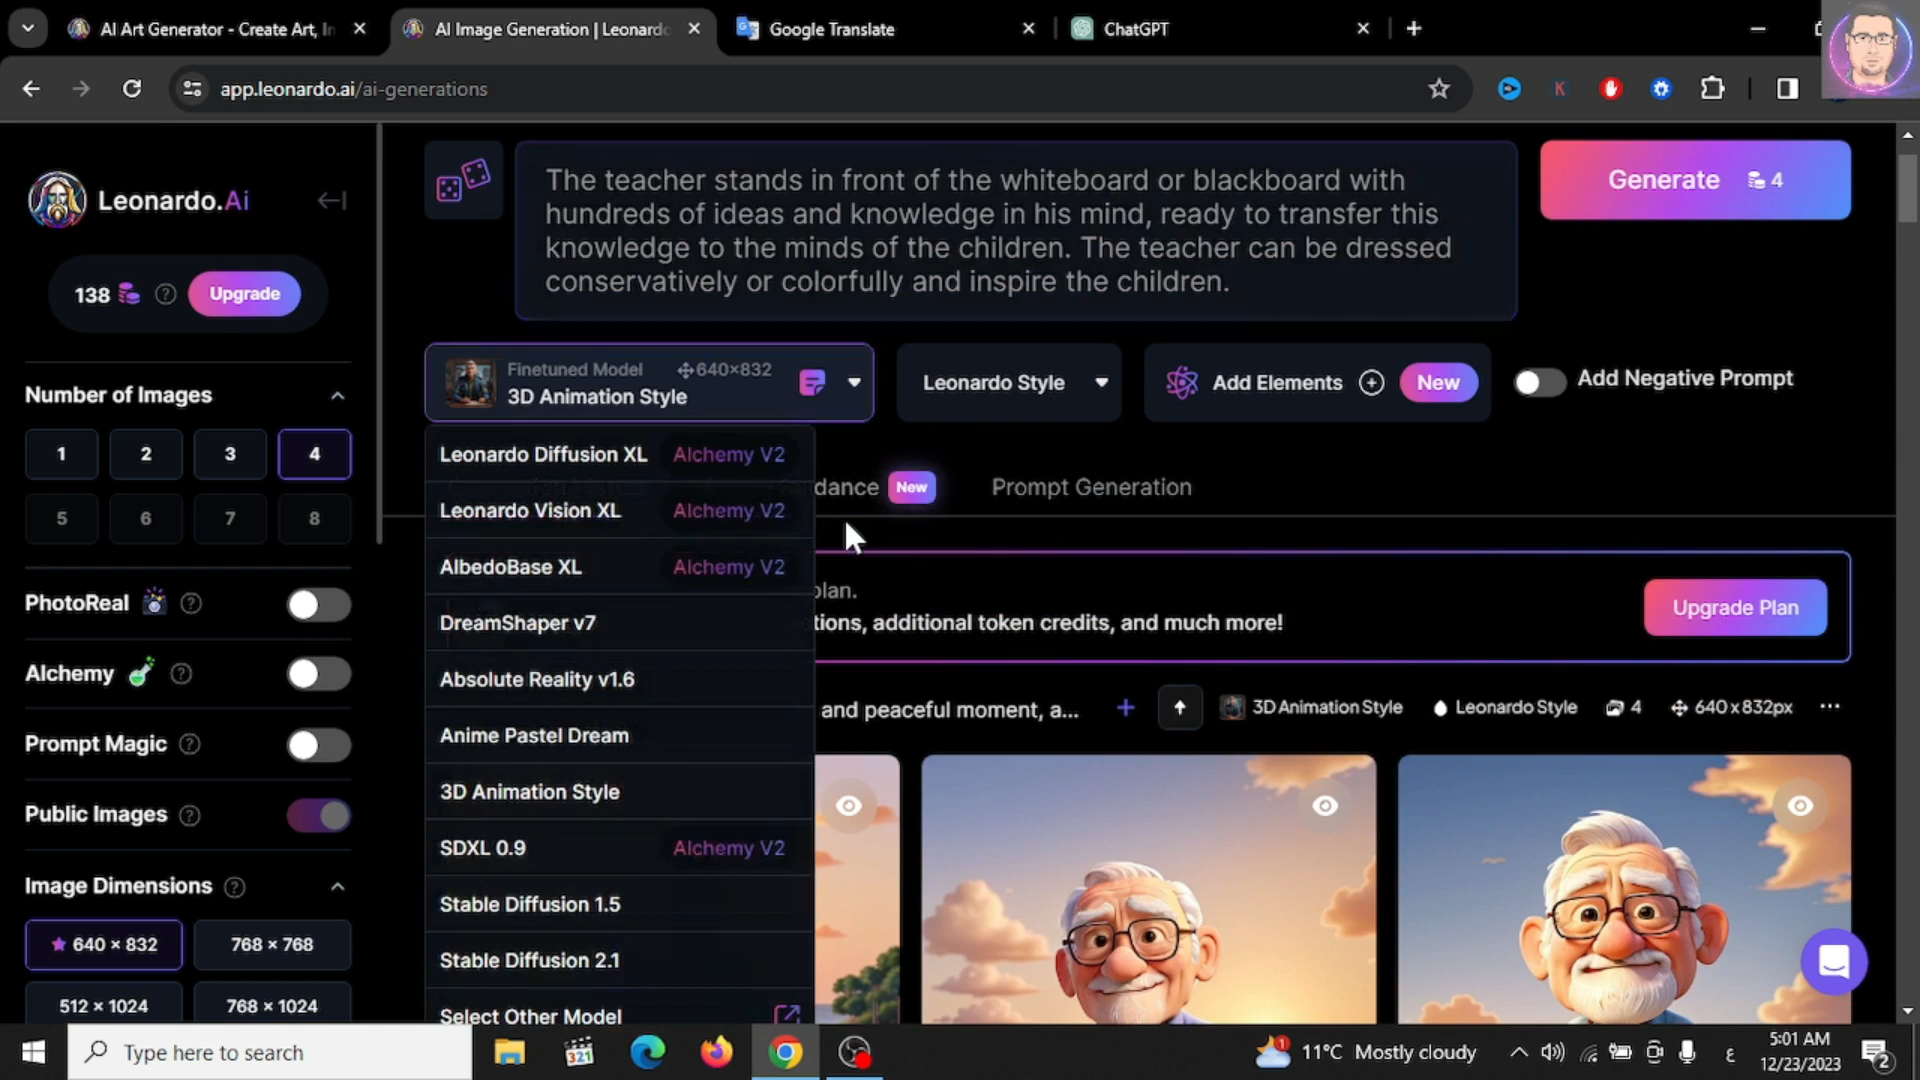 AI Art Generator - Create Art, In
AI Image Generation | Leonardo
Google Translate
ChatGPT
app.leonardo.ai/ai-generations
K
Leonardo.Ai
The teacher stands in front of the whiteboard or blackboard with
hundreds of ideas and knowledge in his mind, ready to transfer this
knowledge to the minds of the children. The teacher can be dressed
conservatively or colorfully and inspire the children.
Generate 4
138 ? Upgrade
Finetuned Model 640×832
3D Animation Style
Leonardo Style
Add Elements New
Add Negative Prompt
Number of Images
1 2 3 4
5 6 7 8
PhotoReal ?
Alchemy ?
Prompt Magic ?
Public Images ?
Image Dimensions ?
640 × 832 768 × 768
512 × 1024 768 × 1024
Leonardo Diffusion XL Alchemy V2
Leonardo Vision XL Alchemy V2
AlbedoBase XL Alchemy V2
DreamShaper v7
Absolute Reality v1.6
Anime Pastel Dream
3D Animation Style
SDXL 0.9 Alchemy V2
Stable Diffusion 1.5
Stable Diffusion 2.1
Select Other Model
dance New Prompt Generation
plan.
tions, additional token credits, and much more!
Upgrade Plan
and peaceful moment, a...
3D Animation Style Leonardo Style 4 640 x 832px
Type here to search
321
1
11°C Mostly cloudy
ع
5:01 AM
12/23/2023
2